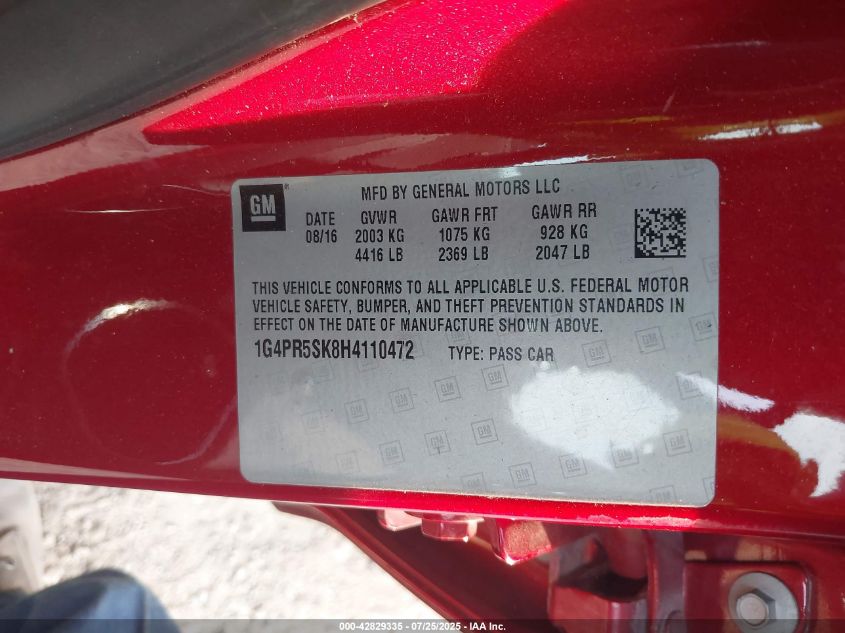 GM
MFD BY GENERAL MOTORS LLC
DATE GVWR GAWR FRT GAWR RR
08/16 2003 KG 1075 KG 928 KG
4416 LB 2369 LB 2047 LB
THIS VEHICLE CONFORMS TO ALL APPLICABLE U.S. FEDERAL MOTOR
VEHICLE SAFETY, BUMPER, AND THEFT PREVENTION STANDARDS IN
EFFECT ON THE DATE OF MANUFACTURE SHOWN ABOVE.
1G4PR5SK8H4110472 TYPE: PASS CAR
000-42829335 - 07/25/2025 - IAA Inc.